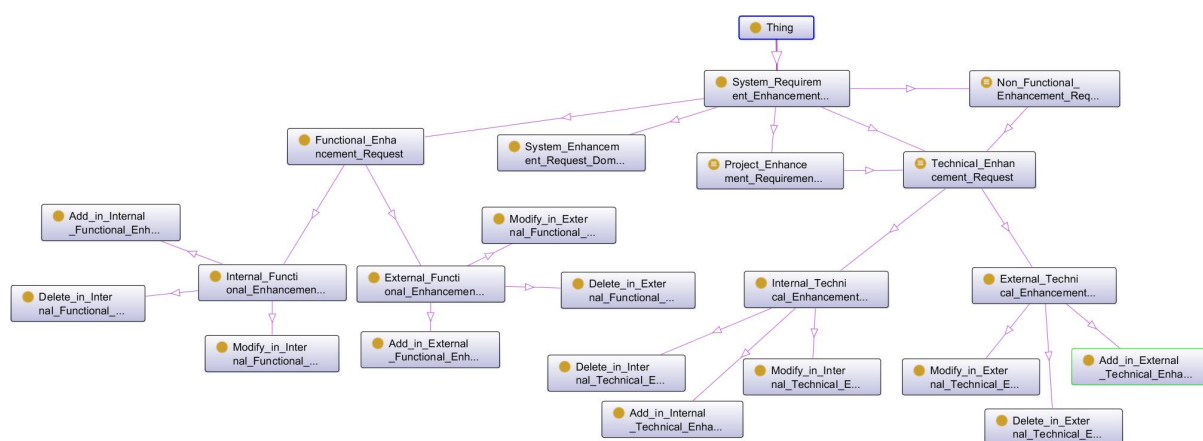 Thing
System_Requirem
ent_Enhancement...
Non_Functional_
Enhancement_Req...
Functional_Enha
ncement_Request
System_Enhancem
ent_Request_Dom...
Project_Enhance
ment_Requiremen...
Technical_Enhan
cement_Request
Add_in_Internal
_Functional_Enh...
Modify_in_Exter
nal_Functional_...
Internal_Functi
onal_Enhancemen...
External_Functi
onal_Enhancemen...
Internal_Techni
cal_Enhancement...
External_Techni
cal_Enhancement...
Delete_in_Inter
nal_Functional_...
Delete_in_Exter
nal_Functional_...
Modify_in_Inter
nal_Functional_...
Add_in_External
_Functional_Enh...
Delete_in_Inter
nal_Technical_E...
Modify_in_Inter
nal_Technical_E...
Modify_in_Exter
nal_Technical_E...
Add_in_External
_Technical_Enha...
Add_in_Internal
_Technical_Enha...
Delete_in_Exter
nal_Technical_E...